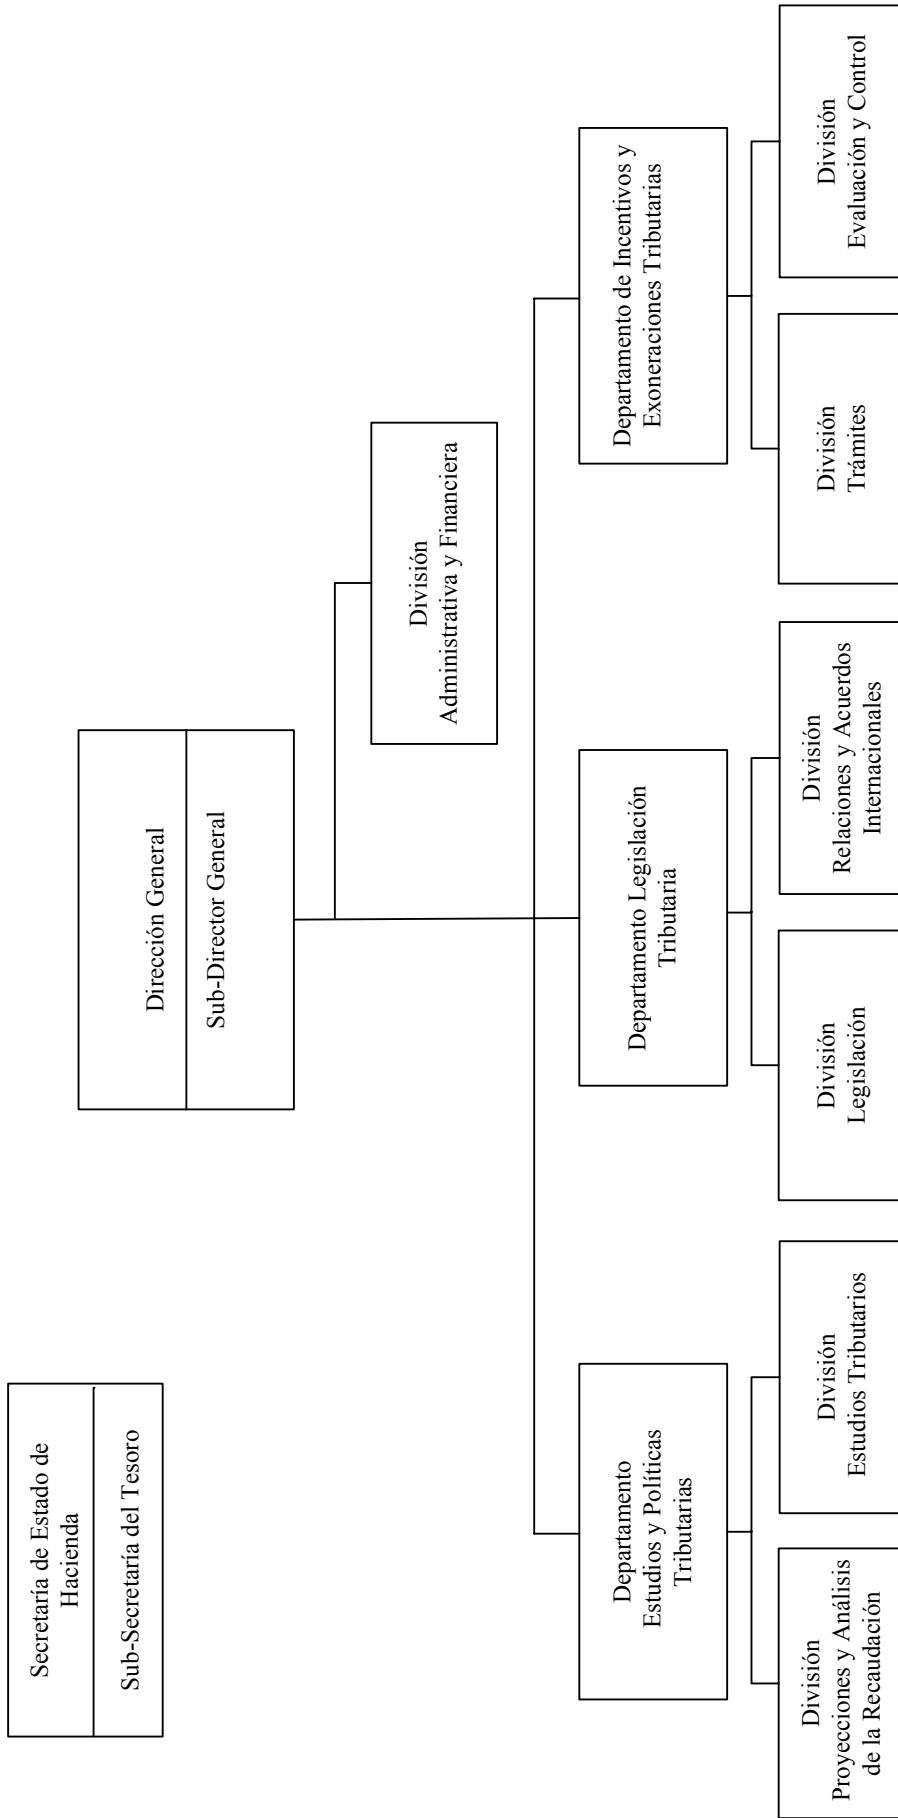 Secretaría de Estado de
Hacienda
Sub-Secretaría del Tesoro
Dirección General
Sub-Director General
División
Administrativa y Financiera
Departamento
Estudios y Políticas
Tributarias
Departamento Legislación
Tributaria
Departamento de Incentivos y
Exoneraciones Tributarias
División
Proyecciones y Análisis
de la Recaudación
División
Estudios Tributarios
División
Legislación
División
Relaciones y Acuerdos
Internacionales
División
Trámites
División
Evaluación y Control